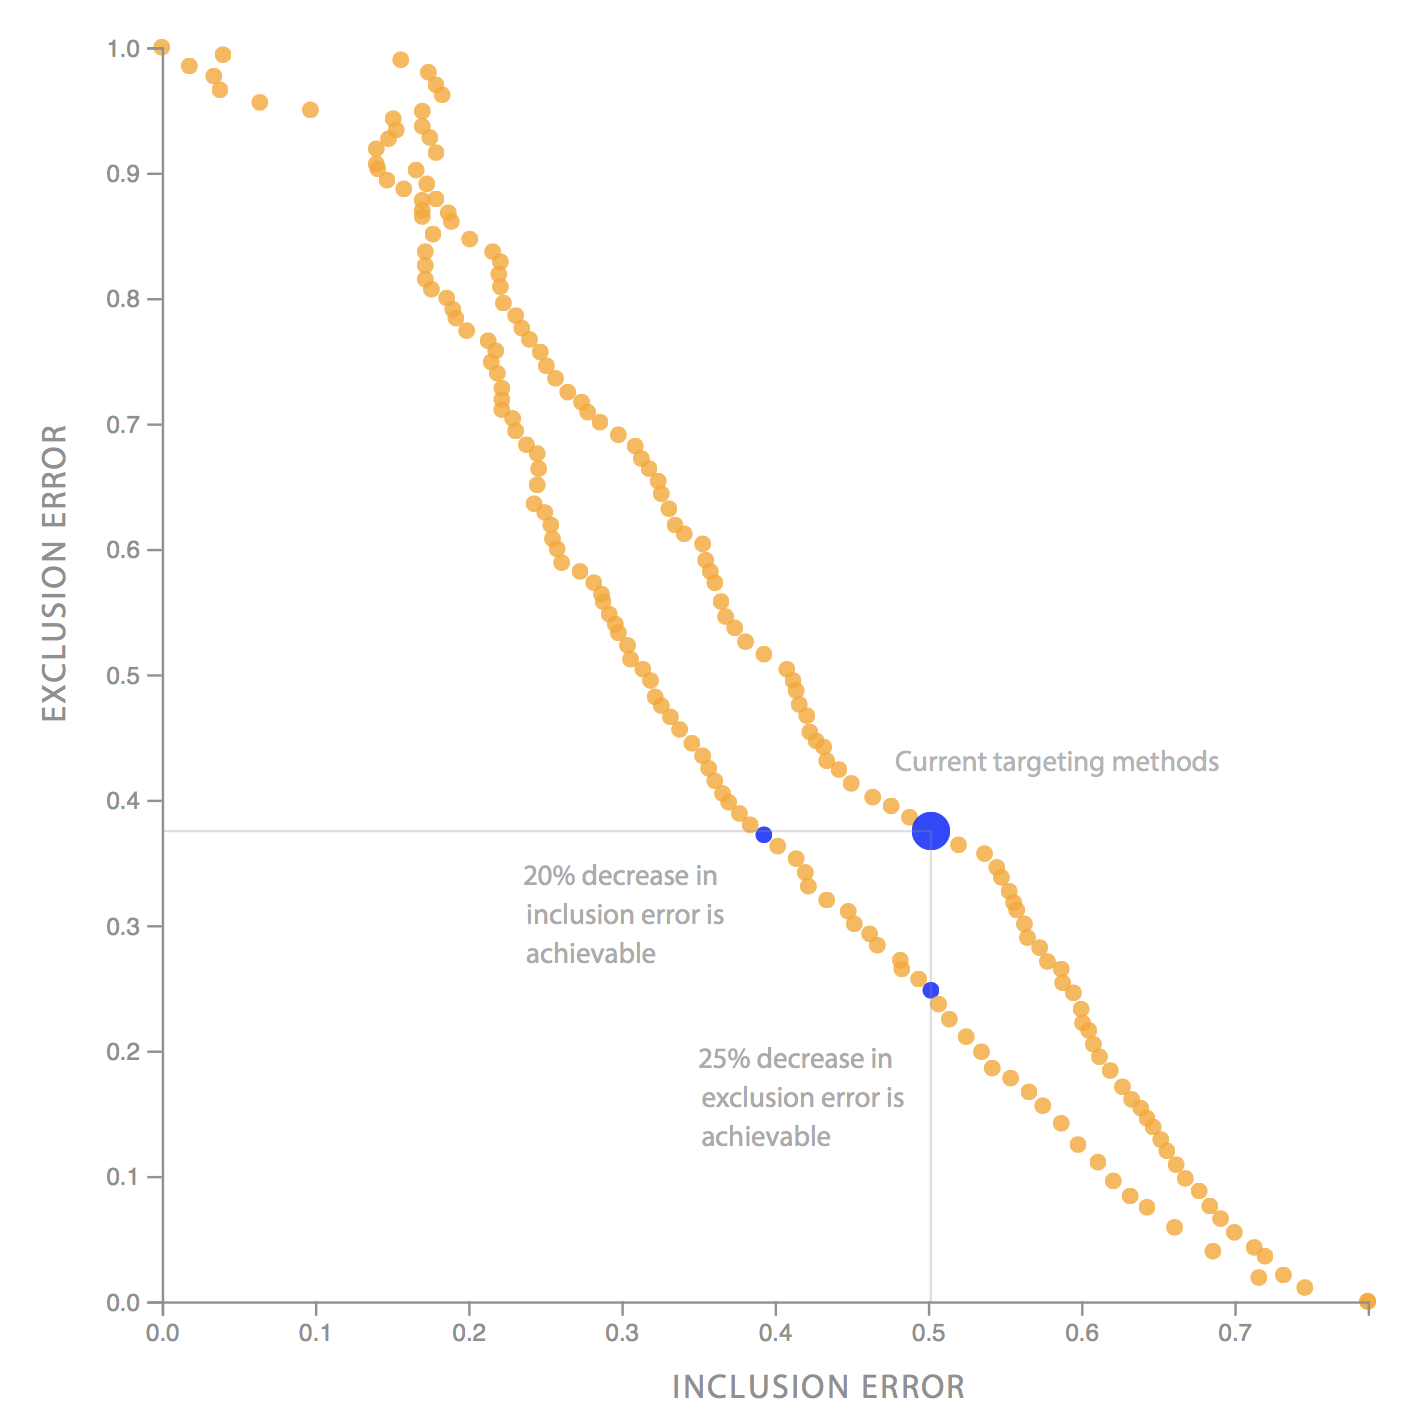 1.0
0.9
0.8
0.7
0.6
0.5
0.4
0.3
0.2
0.1
0.0
EXCLUSION ERROR
Current targeting methods
20% decrease in
inclusion error is
achievable
25% decrease in
exclusion error is
achievable
0.0 0.1 0.2 0.3 0.4 0.5 0.6 0.7
INCLUSION ERROR